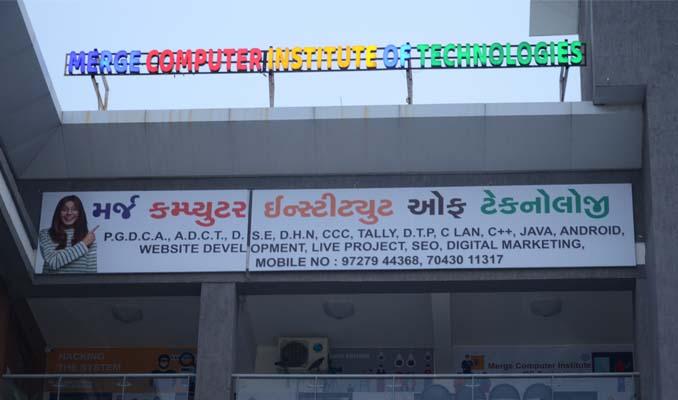 MERGE COMPUTER INSTITUTE OF TECHNOLOGIES
મર્જ કમ્પ્યુટર ઈન્સ્ટીટ્યુટ ઓફ ટેકનોલોજી
P.G.D.C.A., A.D.C.T., D.S.E, D.H.N, CCC, TALLY, D.T.P, C LAN, C++, JAVA, ANDROID,
WEBSITE DEVELOPMENT, LIVE PROJECT, SEO, DIGITAL MARKETING,
MOBILE NO : 97279 44368, 70430 11317
HACKING
THE SYSTEM
Merge Computer Institute